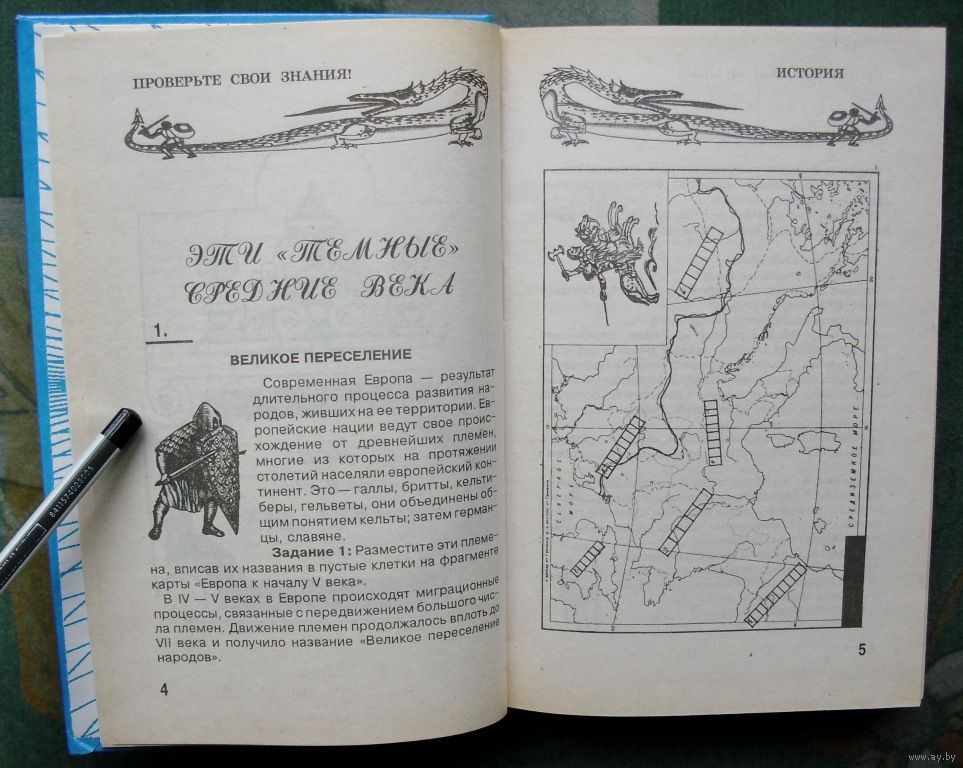 ПРОВЕРЬТЕ СВОИ ЗНАНИЯ!
ЭТИ «ТЕМНЫЕ»
СРЕДНИЕ ВЕКА
1.
ВЕЛИКОЕ ПЕРЕСЕЛЕНИЕ
Современная Европа — результат
длительного процесса развития на-
родов, живших на ее территории. Ев-
ропейские нации ведут свое проис-
хождение от древнейших племен,
многие из которых на протяжении
столетий населяли европейский кон-
тинент. Это — галлы, бритты, кельти-
беры, гельветы, они объединены об-
щим понятием кельты; затем герман-
цы, славяне.
Задание 1: Разместите эти племе-
на, вписав их названия в пустые клетки на фрагменте
карты «Европа к началу V века».
В IV — V веках в Европе происходят миграционные
процессы, связанные с передвижением большого чис-
ла племен. Движение племен продолжалось вплоть до
VII века и получило название «Великое переселение
народов».
4
ИСТОРИЯ
СЕВЕРНОЕ
МОРЕ
СРЕДИЗЕМНОЕ МОРЕ
5
www.ay.by